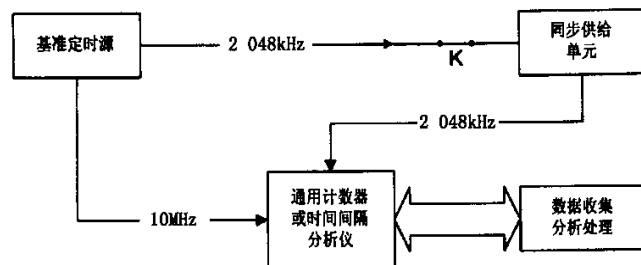 基准定时源
2 048kHz
K
同步供给
单元
2 048kHz
通用计数器
或时间间隔
分析仪
10MHz
数据收集
分析处理